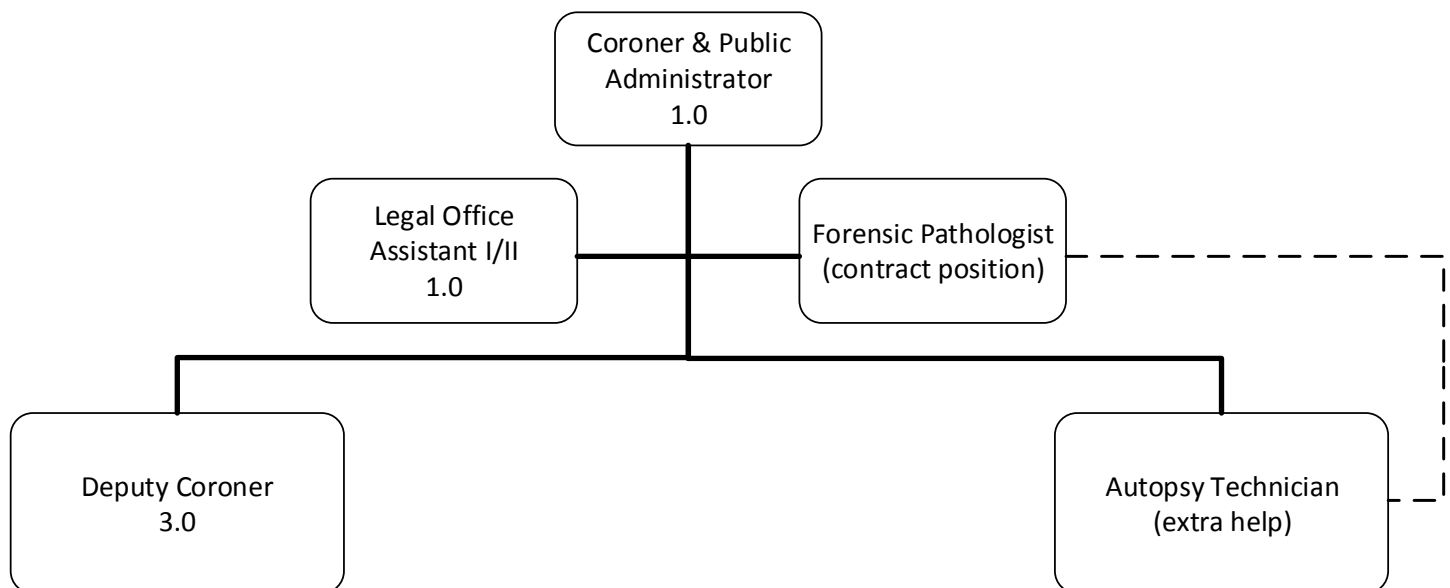 Coroner & Public
Administrator
1.0
Legal Office
Assistant I/II
1.0
Forensic Pathologist
(contract position)
Deputy Coroner
3.0
Autopsy Technician
(extra help)